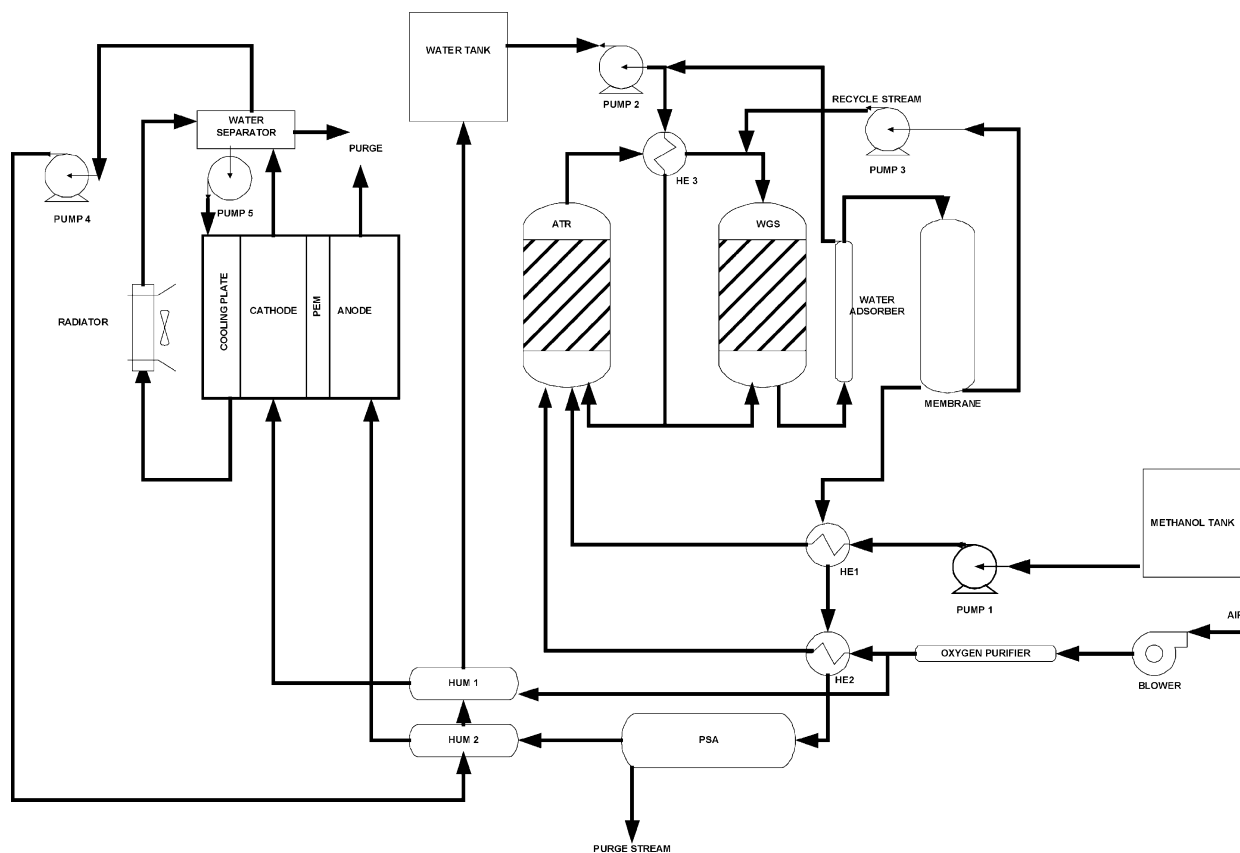 WATER TANK
PUMP 2
RECYCLE STREAM
PUMP 3
WATER
SEPARATOR
PURGE
PUMP 4
PUMP 5
HE 3
ATR
WGS
COOLING PLATE
CATHODE
PEM
ANODE
RADIATOR
WATER
ADSORBER
MEMBRANE
METHANOL TANK
HE1
PUMP 1
AIR
OXYGEN PURIFIER
HE2
BLOWER
HUM 1
HUM 2
PSA
PURGE STREAM